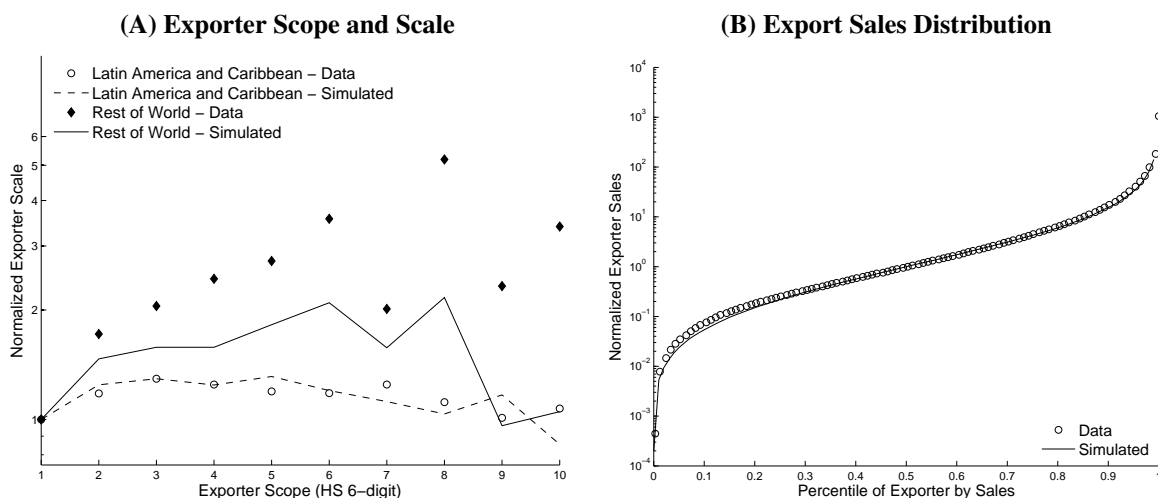 (A) Exporter Scope and Scale
Latin America and Caribbean – Data
Latin America and Caribbean – Simulated
Rest of World – Data
Rest of World – Simulated
6
5
4
3
2
1
Normalized Exporter Scale
1 2 3 4 5 6 7 8 9 10
Exporter Scope (HS 6−digit)
(B) Export Sales Distribution
10^4
10^3
10^2
10^1
10^0
10^−1
10^−2
10^−3
10^−4
Normalized Exporter Sales
Data
Simulated
0 0.1 0.2 0.3 0.4 0.5 0.6 0.7 0.8 0.9 1
Percentile of Exporter by Sales